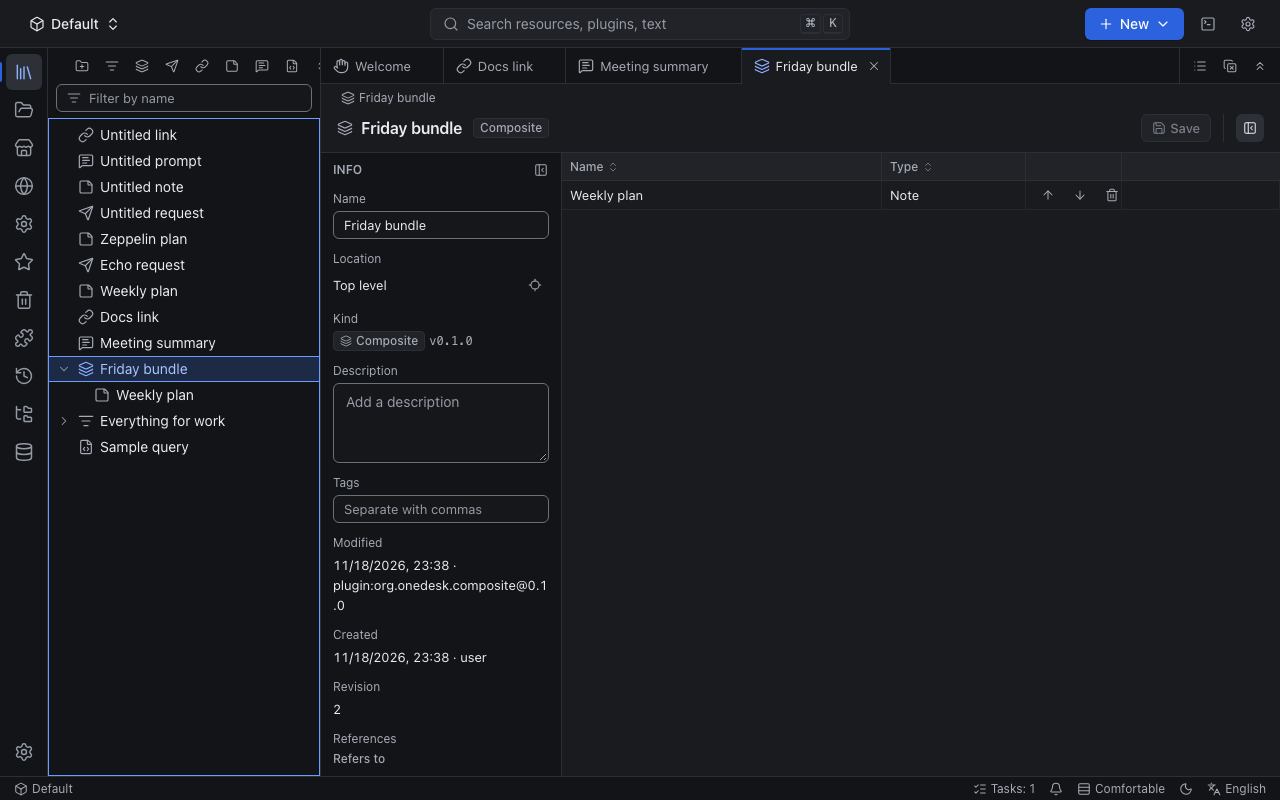 Default
Search resources, plugins, text
⌘ K
New
Welcome
Docs link
Meeting summary
Friday bundle
Filter by name
Untitled link
Untitled prompt
Untitled note
Untitled request
Zeppelin plan
Echo request
Weekly plan
Docs link
Meeting summary
Friday bundle
Weekly plan
Everything for work
Sample query
Friday bundle
Friday bundle
Composite
Save
INFO
Name
Friday bundle
Location
Top level
Kind
Composite v0.1.0
Description
Add a description
Tags
Separate with commas
Modified
11/18/2026, 23:38 ·
plugin:org.onedesk.composite@0.1
.0
Created
11/18/2026, 23:38 · user
Revision
2
References
Refers to
Name
Type
Weekly plan
Note
Default
Tasks: 1
Comfortable
English